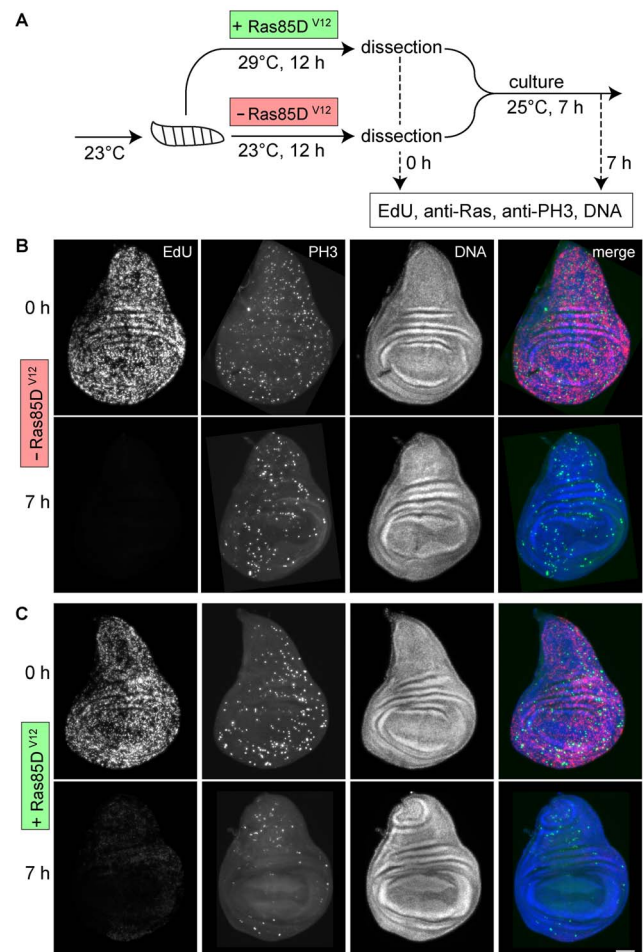 A
+ Ras85D V12
29°C, 12 h
dissection
culture
25°C, 7 h
23°C
– Ras85D V12
23°C, 12 h
dissection
0 h
7 h
EdU, anti-Ras, anti-PH3, DNA
B
EdU
PH3
DNA
merge
0 h
– Ras85D V12
7 h
C
0 h
+ Ras85D V12
7 h